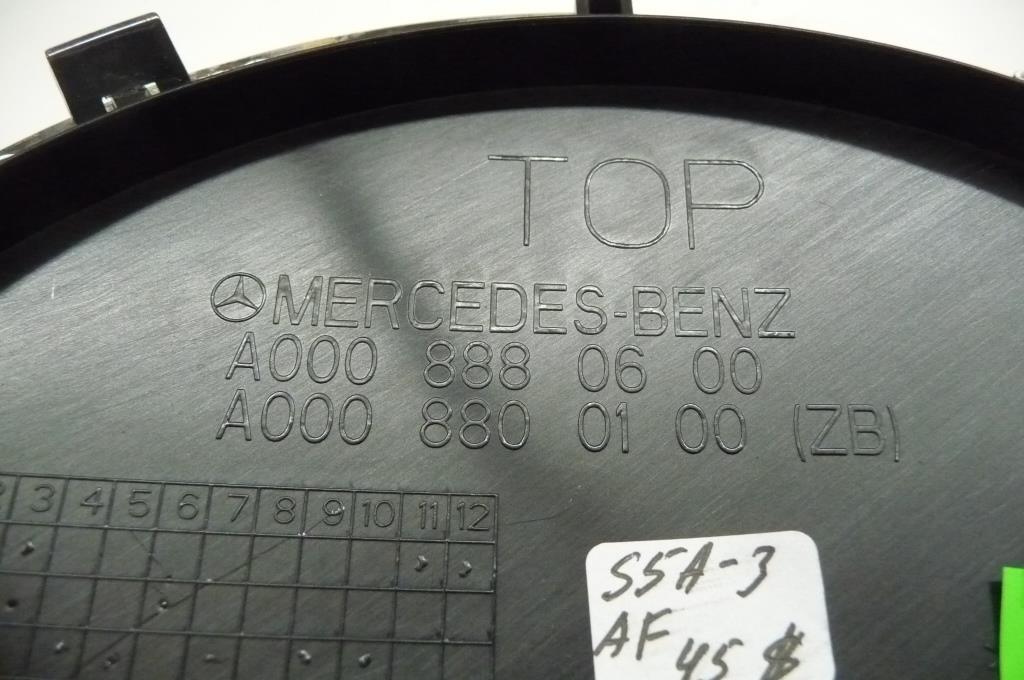 TOP
MERCEDES-BENZ
A000 888 06 00
A000 880 01 00 (ZB)
3 4 5 6 7 8 9 10 11 12
S5A-3
AF 45 $